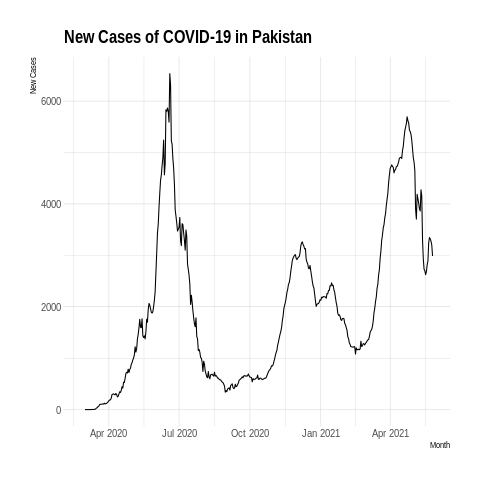 New Cases of COVID-19 in Pakistan
New Cases
6000
4000
2000
0
Apr 2020 Jul 2020 Oct 2020 Jan 2021 Apr 2021
Month